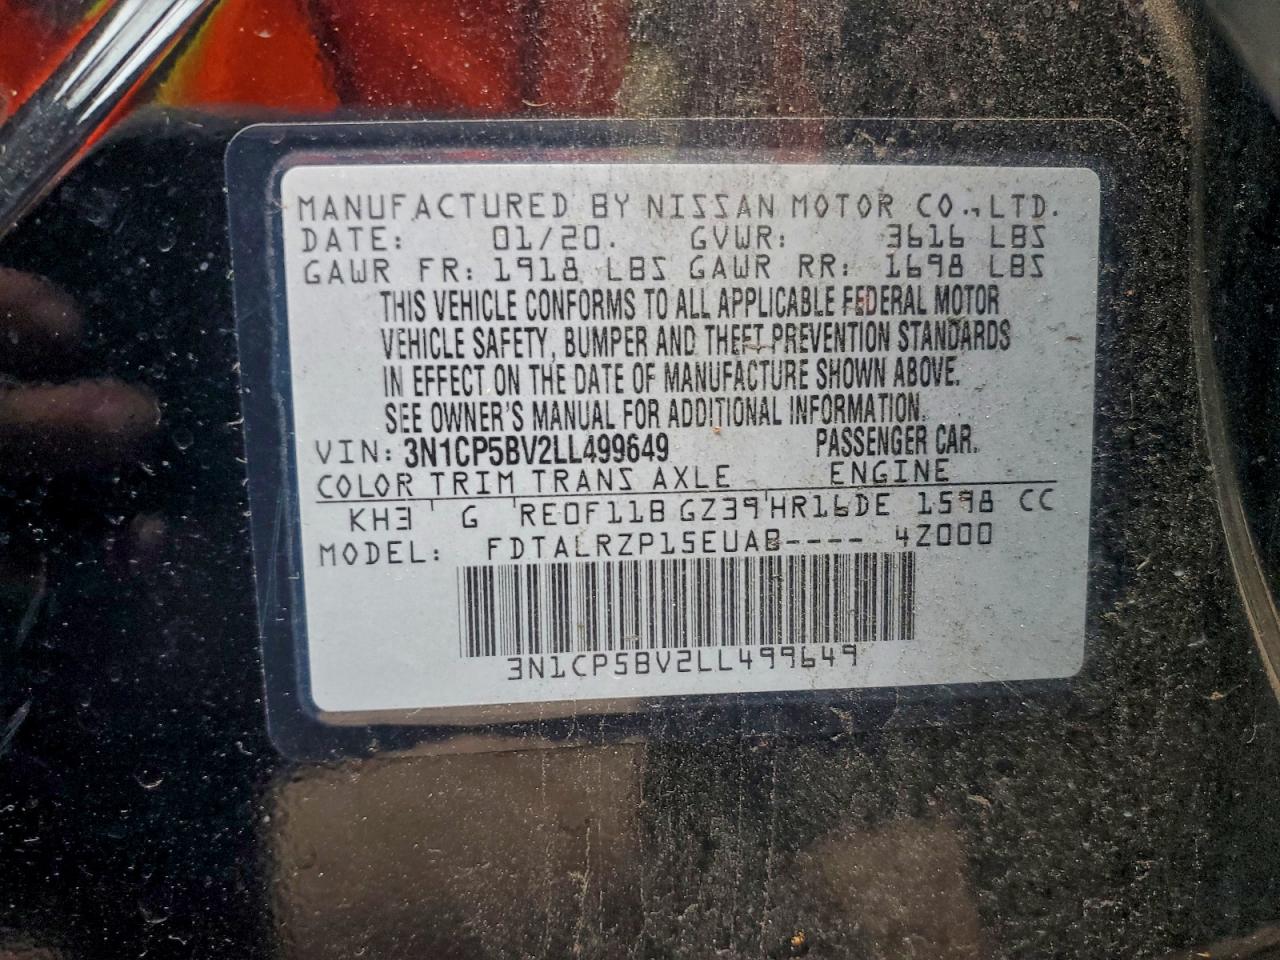 MANUFACTURED BY NISSAN MOTOR CO., LTD.
DATE: 01/20. GVWR: 3616 LBS
GAWR FR: 1918 LBS GAWR RR: 1698 LBS
THIS VEHICLE CONFORMS TO ALL APPLICABLE FEDERAL MOTOR
VEHICLE SAFETY, BUMPER AND THEFT PREVENTION STANDARDS
IN EFFECT ON THE DATE OF MANUFACTURE SHOWN ABOVE.
SEE OWNER'S MANUAL FOR ADDITIONAL INFORMATION.
VIN: 3N1CP5BV2LL499649 PASSENGER CAR.
COLOR TRIM TRANS AXLE ENGINE
KH3 G RE0F11B GZ39 HR16DE 1598 CC
MODEL: FDTALRZP15EUAB---- 4Z000
3N1CP5BV2LL499649